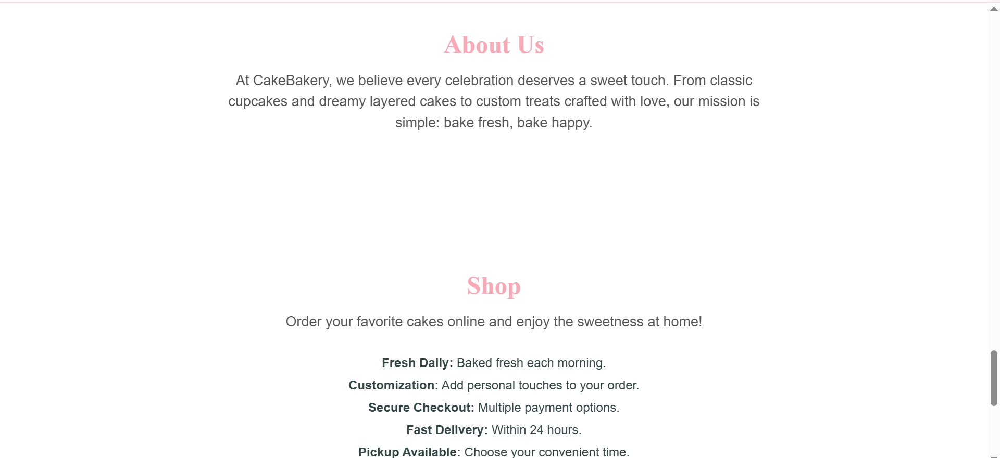 About Us
At CakeBakery, we believe every celebration deserves a sweet touch. From classic
cupcakes and dreamy layered cakes to custom treats crafted with love, our mission is
simple: bake fresh, bake happy.
Shop
Order your favorite cakes online and enjoy the sweetness at home!
Fresh Daily: Baked fresh each morning.
Customization: Add personal touches to your order.
Secure Checkout: Multiple payment options.
Fast Delivery: Within 24 hours.
Pickup Available: Choose your convenient time.